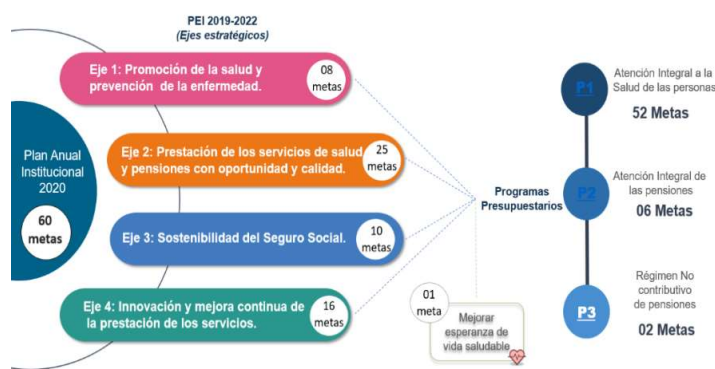 PEI 2019-2022
(Ejes estratégicos)
Eje 1: Promoción de la salud y
prevención de la enfermedad.
08
metas
Eje 2: Prestación de los servicios de salud
y pensiones con oportunidad y calidad.
25
metas
Plan Anual
Institucional
2020
60
metas
Eje 3: Sostenibilidad del Seguro Social.
10
metas
Eje 4: Innovación y mejora continua de
la prestación de los servicios.
16
metas
Programas
Presupuestarios
01
meta
Mejorar
esperanza de
vida saludable
P1
Atención Integral a la
Salud de las personas
52 Metas
P2
Atención Integral de
las pensiones
06 Metas
P3
Régimen No
contributivo
de pensiones
02 Metas